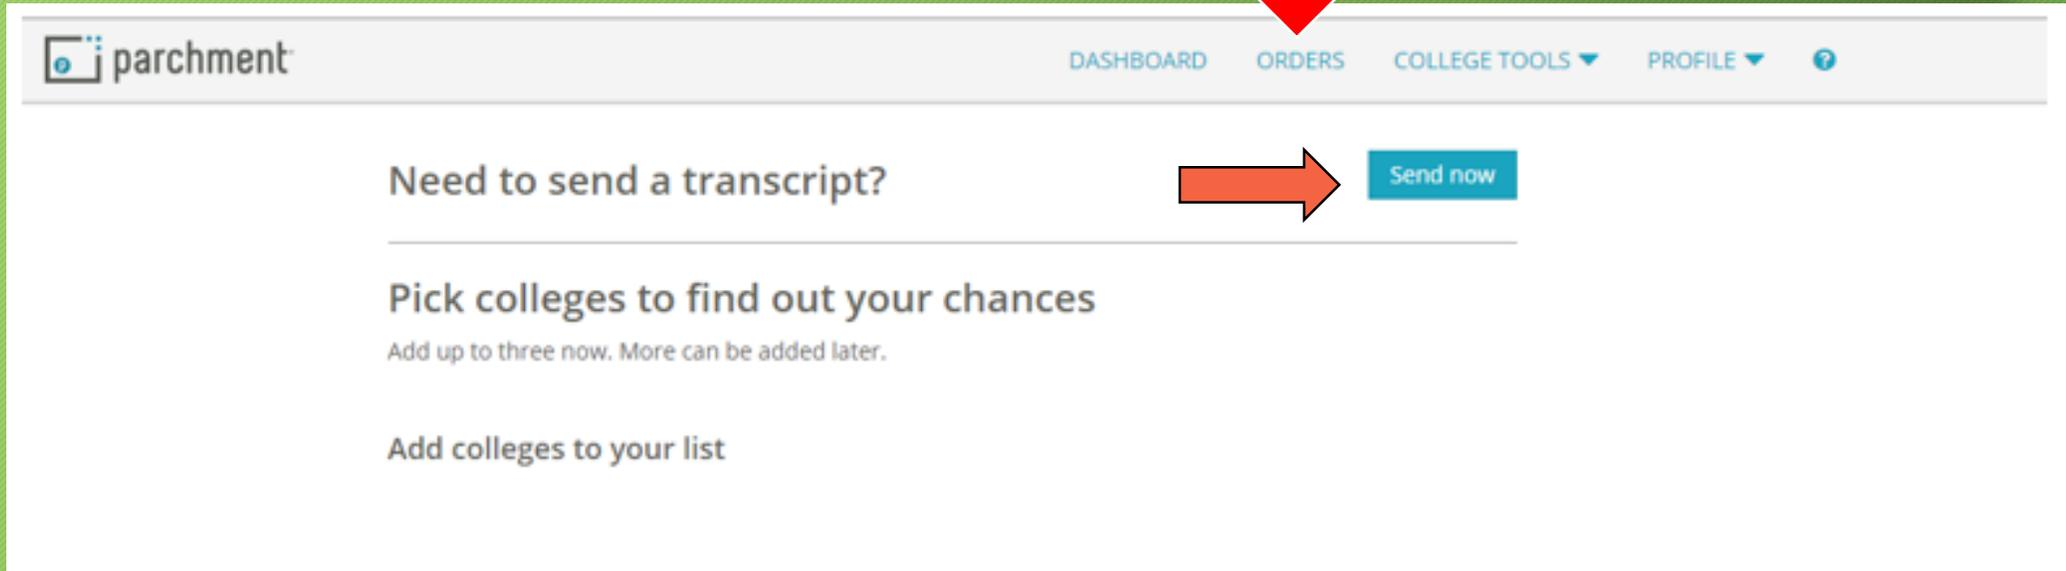 parchment
DASHBOARD ORDERS COLLEGE TOOLS PROFILE ?
Need to send a transcript? Send now
Pick colleges to find out your chances
Add up to three now. More can be added later.
Add colleges to your list